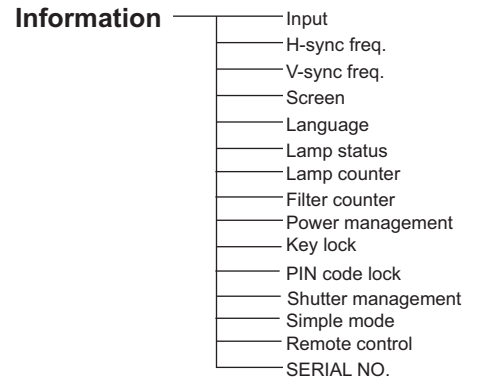 Information
Input
H-sync freq.
V-sync freq.
Screen
Language
Lamp status
Lamp counter
Filter counter
Power management
Key lock
PIN code lock
Shutter management
Simple mode
Remote control
SERIAL NO.